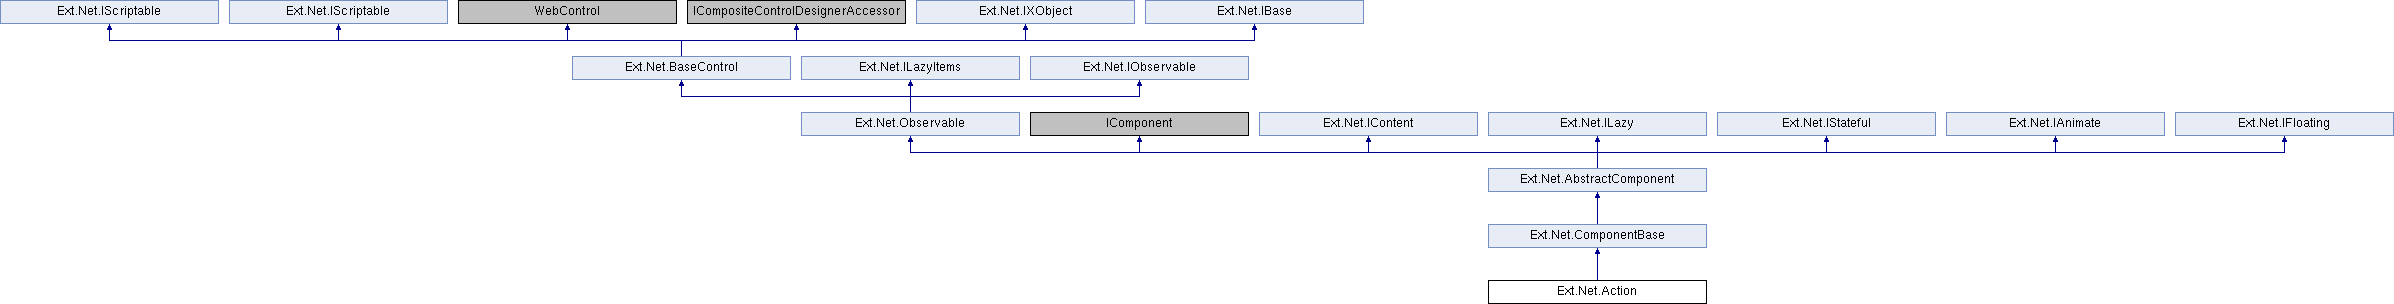 Ext.Net.IScriptable
Ext.Net.IScriptable
WebControl
ICompositeControlDesignerAccessor
Ext.Net.IXObject
Ext.Net.IBase
Ext.Net.BaseControl
Ext.Net.ILazyItems
Ext.Net.IObservable
Ext.Net.Observable
IComponent
Ext.Net.IContent
Ext.Net.ILazy
Ext.Net.IStateful
Ext.Net.IAnimate
Ext.Net.IFloating
Ext.Net.AbstractComponent
Ext.Net.ComponentBase
Ext.Net.Action